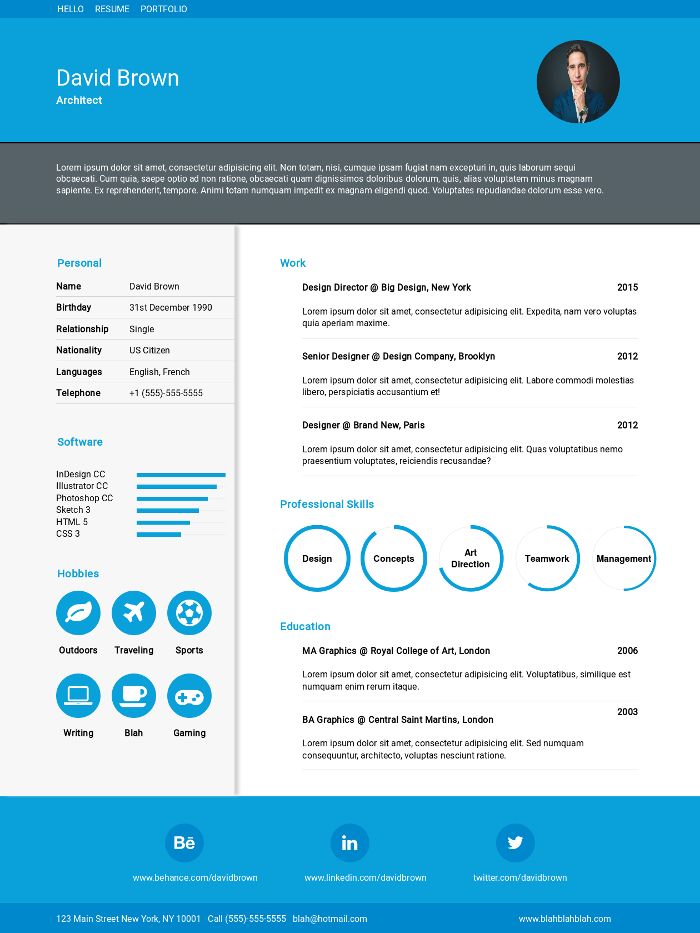 HELLO RESUME PORTFOLIO
David Brown
Architect
Lorem ipsum dolor sit amet, consectetur adipisicing elit. Non totam, nisi, cumque ipsam fugiat nam excepturi in, quis laborum sequi
obcaecati. Cum quia, saepe optio ad non ratione, obcaecati quam dignissimos doloribus dolorum, quis, alias voluptatem minus magnam
sapiente. Ex reprehenderit, tempore. Animi totam numquam impedit ex magnam eligendi quod. Voluptates repudiandae dolorum esse vero.
Personal
Name David Brown
Birthday 31st December 1990
Relationship Single
Nationality US Citizen
Languages English, French
Telephone +1 (555)-555-5555
Software
InDesign CC
Illustrator CC
Photoshop CC
Sketch 3
HTML 5
CSS 3
Hobbies
Outdoors Traveling Sports
Writing Blah Gaming
Work
Design Director @ Big Design, New York 2015
Lorem ipsum dolor sit amet, consectetur adipisicing elit. Expedita, nam vero voluptas
quia aperiam maxime.
Senior Designer @ Design Company, Brooklyn 2012
Lorem ipsum dolor sit amet, consectetur adipisicing elit. Labore commodi molestias
libero, perspiciatis accusantium et!
Designer @ Brand New, Paris 2012
Lorem ipsum dolor sit amet, consectetur adipisicing elit. Quas voluptatibus nemo
praesentium voluptates, reiciendis recusandae?
Professional Skills
Design
Concepts
Art
Direction
Teamwork
Management
Education
MA Graphics @ Royal College of Art, London 2006
Lorem ipsum dolor sit amet, consectetur adipisicing elit. Voluptatibus, similique est
numquam enim rerum itaque.
BA Graphics @ Central Saint Martins, London 2003
Lorem ipsum dolor sit amet, consectetur adipisicing elit. Sed numquam
consequuntur, architecto, voluptas nesciunt ratione.
Bē in
www.behance.com/davidbrown www.linkedin.com/davidbrown twitter.com/davidbrown
123 Main Street New York, NY 10001 Call (555)-555-5555 blah@hotmail.com www.blahblahblah.com